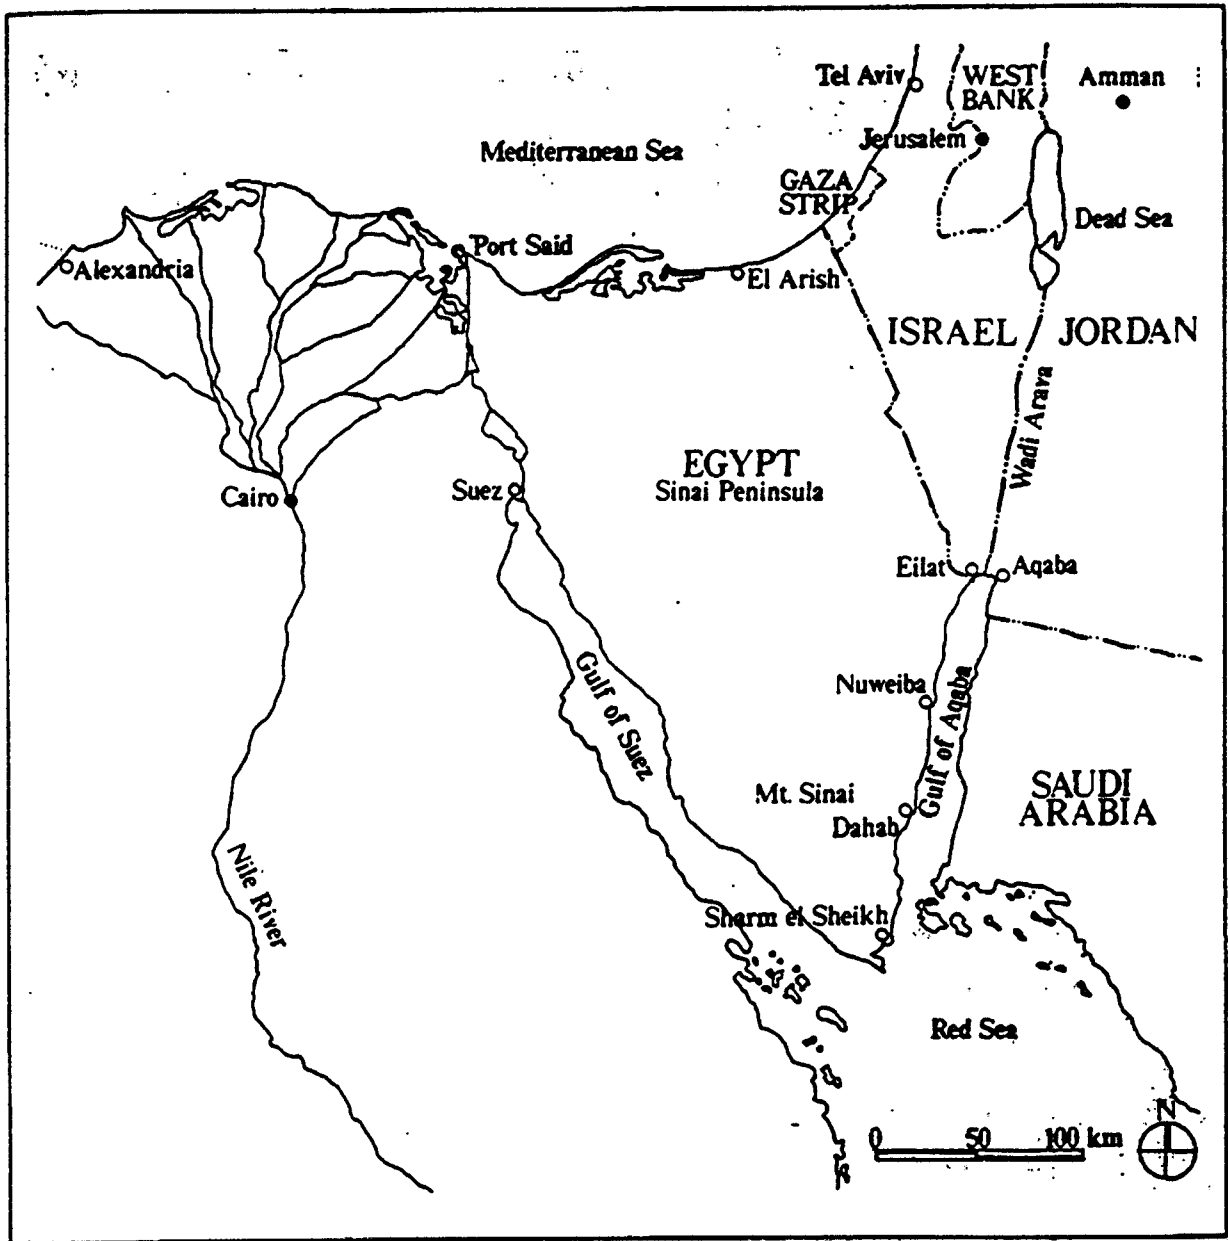 Tel Aviv
WEST
BANK
Amman
Jerusalem
Mediterranean Sea
GAZA
STRIP
Dead Sea
Port Said
Alexandria
El Arish
ISRAEL
JORDAN
Wadi Arava
EGYPT
Sinai Peninsula
Cairo
Suez
Eilat
Aqaba
Gulf of Suez
Nuweiba
Gulf of Aqaba
Mt. Sinai
Dahab
SAUDI
ARABIA
Nile River
Sharm el Sheikh
Red Sea
N
0 50 100 km